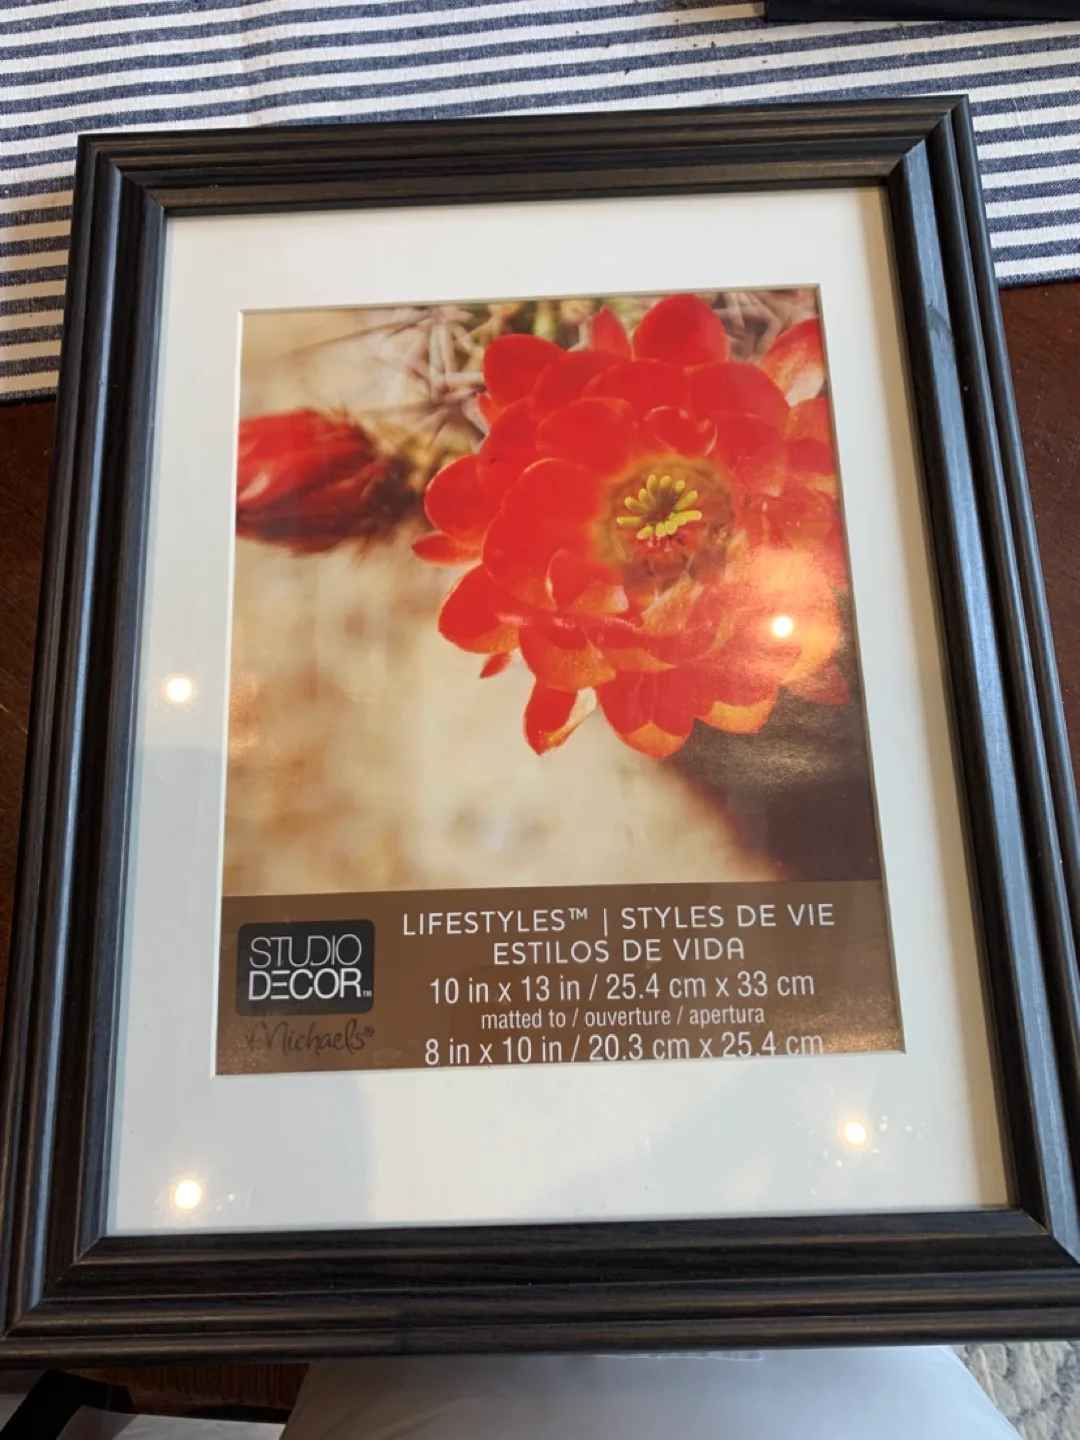 LIFESTYLES™ | STYLES DE VIE
ESTILOS DE VIDA
10 in x 13 in / 25.4 cm x 33 cm
matted to / ouverture / apertura
8 in x 10 in / 20.3 cm x 25.4 cm
STUDIO
DECOR™
Michaels®